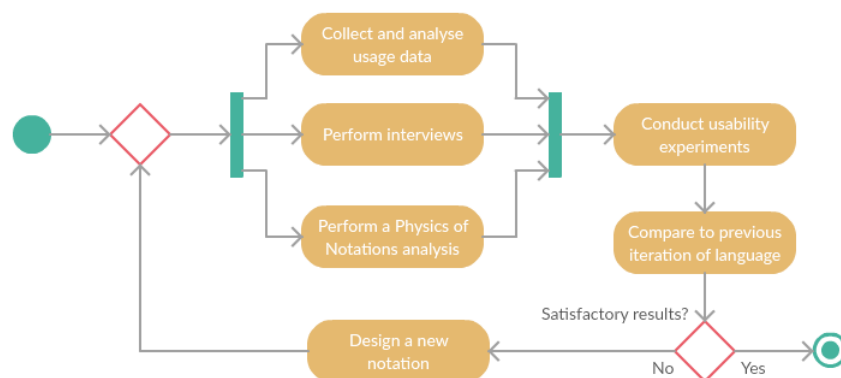 Collect and analyse
usage data
Perform interviews
Perform a Physics of
Notations analysis
Conduct usability
experiments
Compare to previous
iteration of language
Satisfactory results?
No
Yes
Design a new
notation